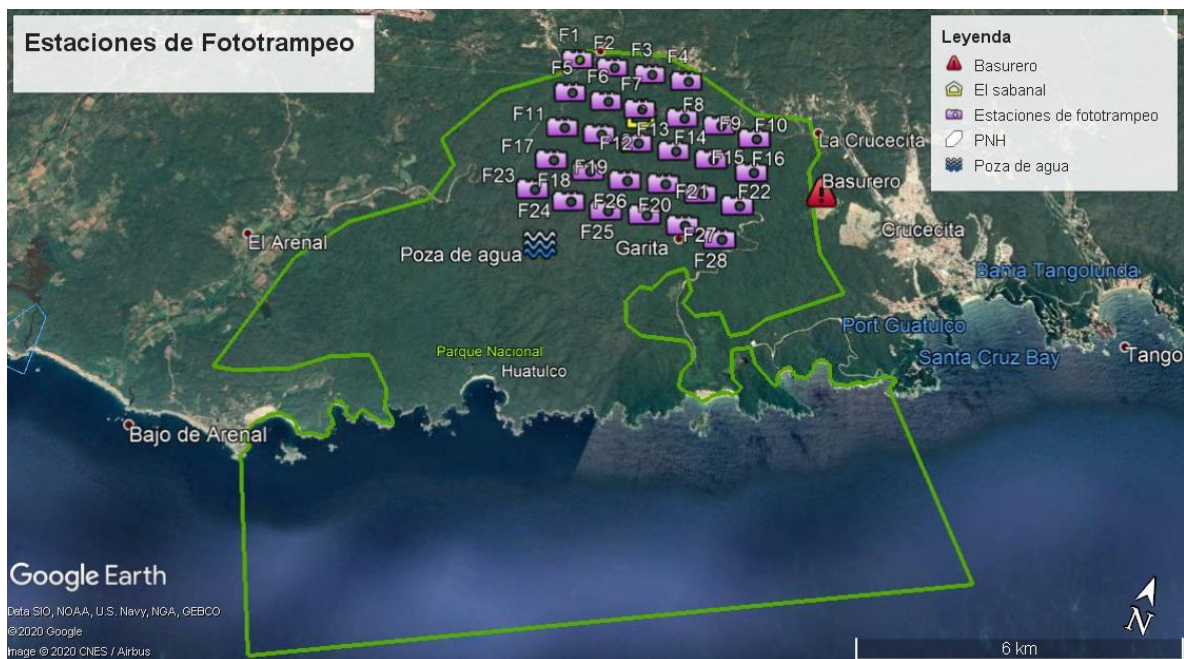 Estaciones de Fototrampeo
Leyenda
Basurero
El sabanal
Estaciones de fototrampeo
PNH
Poza de agua
F1
F2
F3
F4
F5
F6
F7
F8
F9
F10
F11
F12
F13
F14
F15
F16
F17
F18
F19
F20
F21
F22
F23
F24
F25
F26
F27
F28
La Crucecita
Basurero
Crucecita
El Arenal
Poza de agua
Garita
Bahia Tangolunda
Port Guatulco
Santa Cruz Bay
Tango
Parque Nacional
Huatulco
Bajo de Arenal
Google Earth
Data SIO, NOAA, U.S. Navy, NGA, GEBCO
©2020 Google
Image © 2020 CNES / Airbus
N
6 km